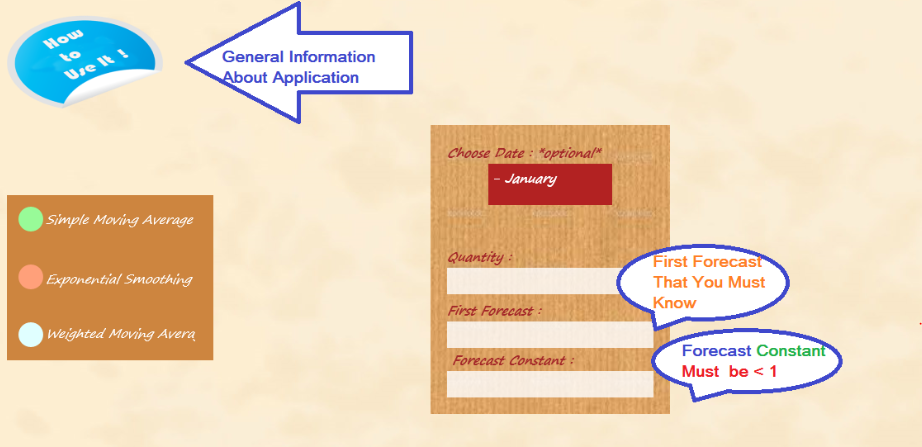 How
to
Use It !
General Information
About Application
Choose Date : *optional*
- January
Simple Moving Average
Exponential Smoothing
Weighted Moving Avera
Quantity :
First Forecast :
Forecast Constant :
First Forecast
That You Must
Know
Forecast Constant
Must be < 1